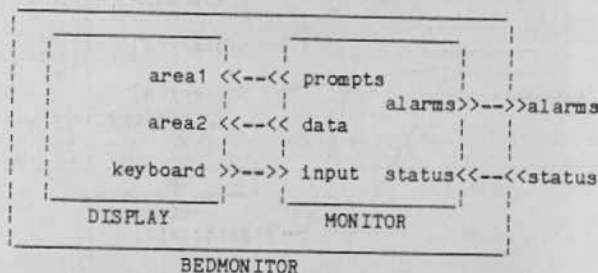 area1 <<--<< prompts
alarms>>-->>alarms
area2 <<--<< data
keyboard >>-->> input status<<--<<status
DISPLAY MONITOR
BEDMONITOR